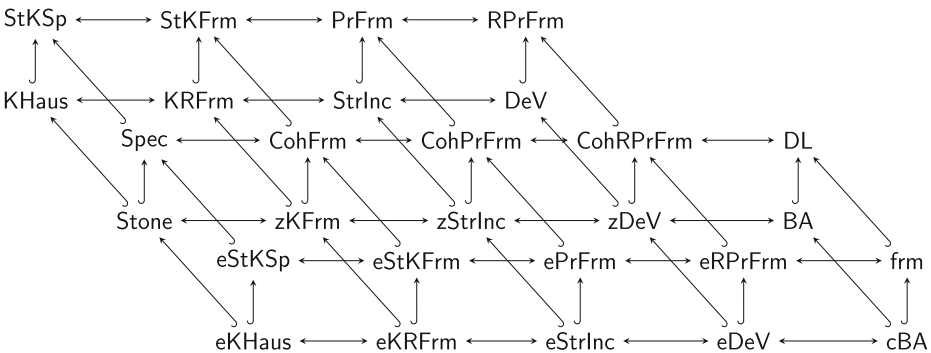 StKSp StKFrm PrFrm RPrFrm
KHaus KRFrm StrInc DeV
Spec CohFrm CohPrFrm CohRPrFrm DL
Stone zKFrm zStrInc zDeV BA
eStKSp eStKFrm ePrFrm eRPrFrm frm
eKHaus eKRFrm eStrInc eDeV cBA